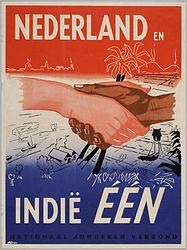 NEDERLAND EN
INDIË ÉÉN
NATIONAAL JONGEREN VERBOND